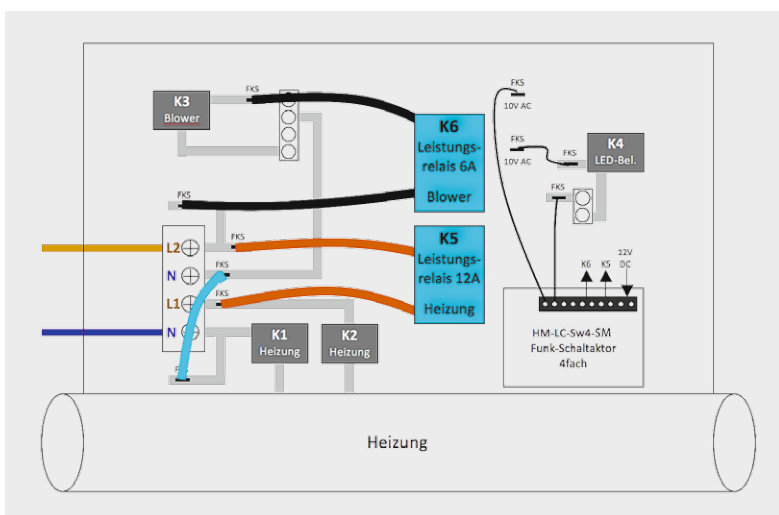 FKS
K3
Blower
K6
Leistungs-
relais 6A
Blower
FKS
10V AC
FKS
10V AC
FKS
K4
LED-Bel.
FKS
FKS
L2
FKS
N
FKS
L1
FKS
N
K5
Leistungs-
relais 12A
Heizung
K1
Heizung
K2
Heizung
K6
K5
12V
DC
HM-LC-Sw4-SM
Funk-Schaltaktor
4fach
Heizung